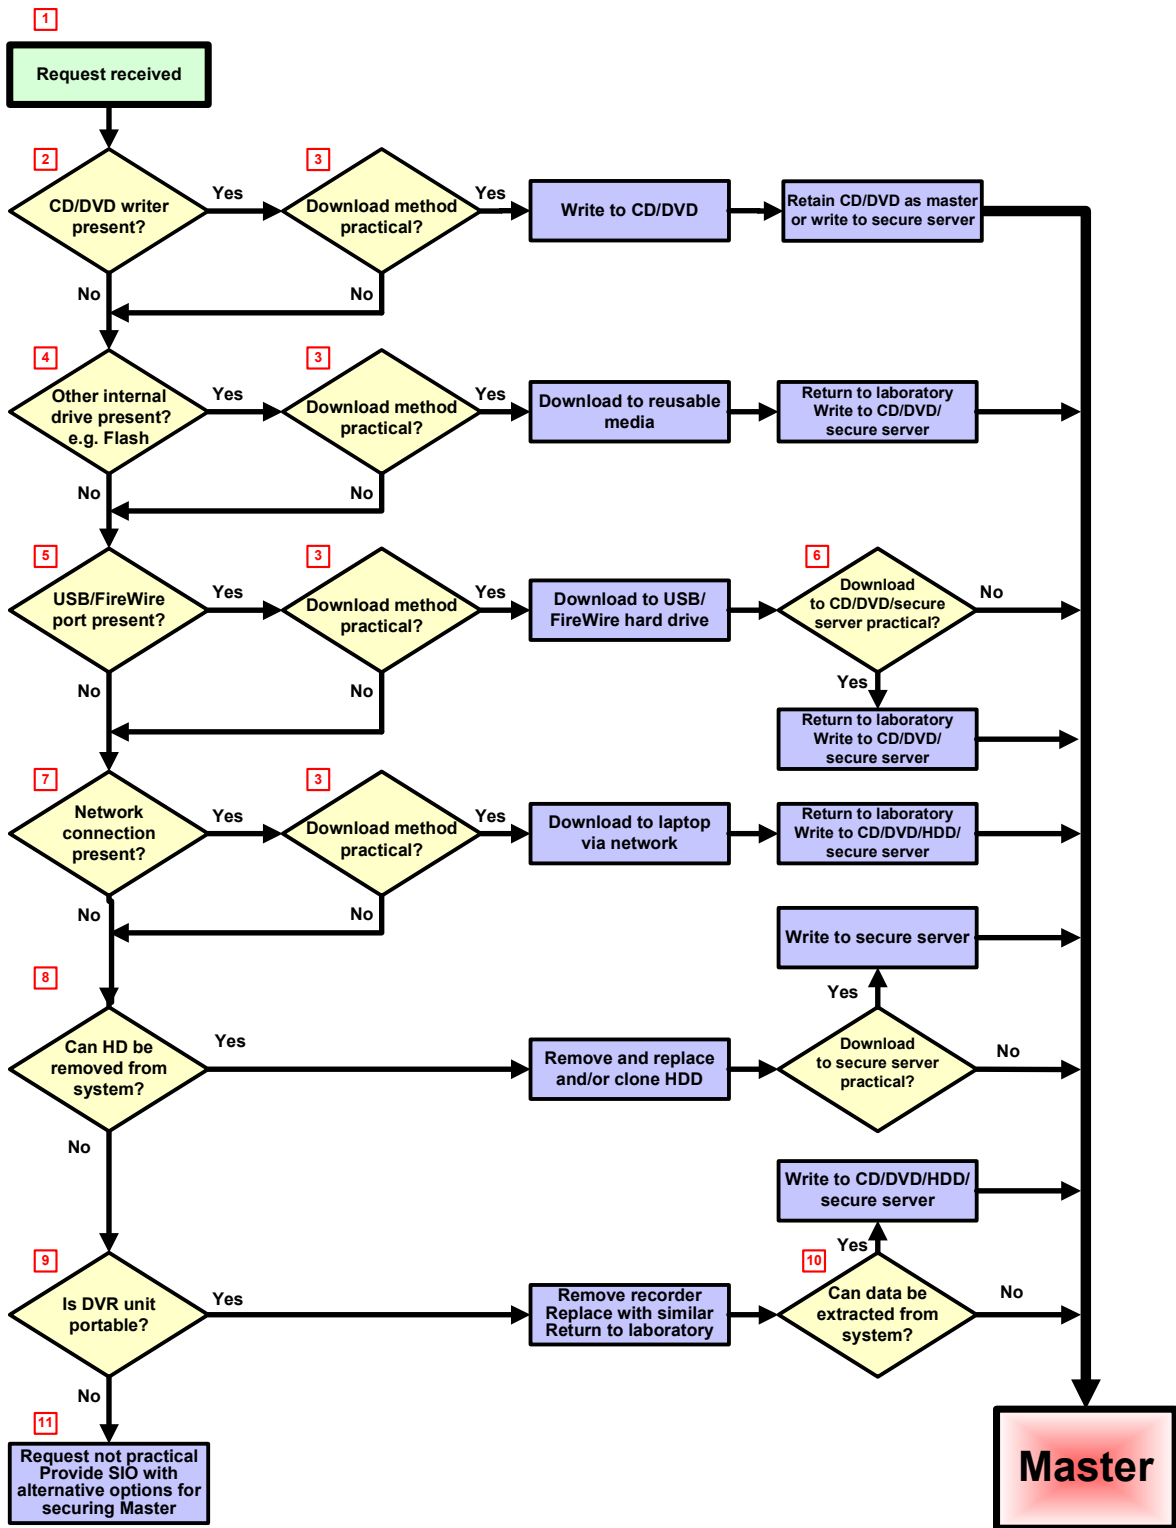 1
Request received
2
3
CD/DVD writer
present?
Yes
Download method
practical?
Yes
Write to CD/DVD
Retain CD/DVD as master
or write to secure server
No
No
4
3
Other internal
drive present?
e.g. Flash
Yes
Download method
practical?
Yes
Download to reusable
media
Return to laboratory
Write to CD/DVD/
secure server
No
No
5
3
6
USB/FireWire
port present?
Yes
Download method
practical?
Yes
Download to USB/
FireWire hard drive
Download
to CD/DVD/secure
server practical?
No
No
No
Yes
Return to laboratory
Write to CD/DVD/
secure server
7
3
Network
connection
present?
Yes
Download method
practical?
Yes
Download to laptop
via network
Return to laboratory
Write to CD/DVD/HDD/
secure server
No
No
Write to secure server
8
Yes
Can HD be
removed from
system?
Yes
Remove and replace
and/or clone HDD
Download
to secure server
practical?
No
No
Write to CD/DVD/HDD/
secure server
9
Yes
10
Is DVR unit
portable?
Yes
Remove recorder
Replace with similar
Return to laboratory
Can data be
extracted from
system?
No
No
11
Request not practical
Provide SIO with
alternative options for
securing Master
Master